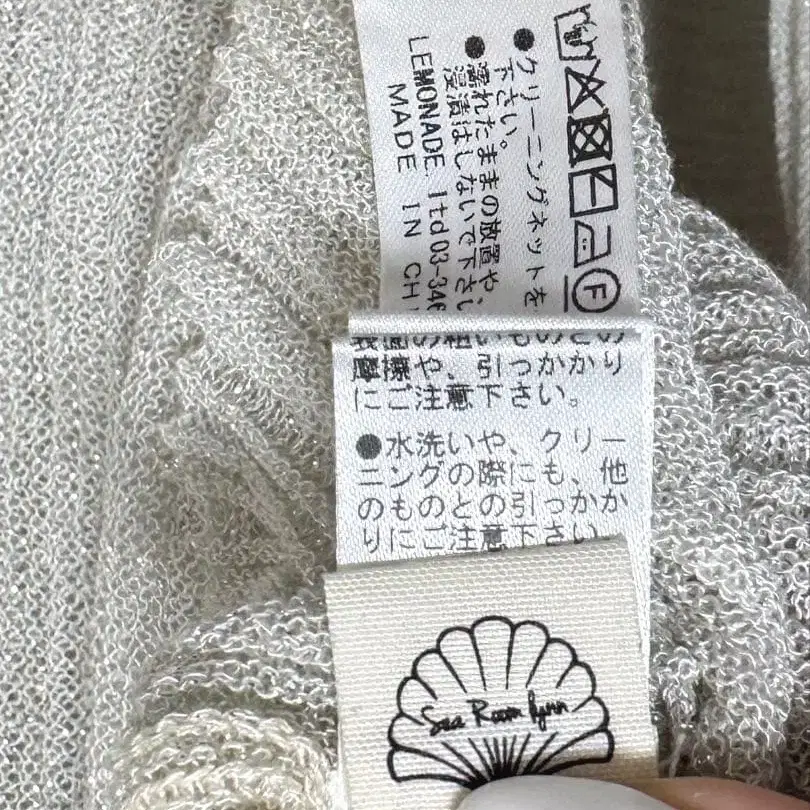 ●クリーニングネットを
下さい。
●濡れたままの放置や、
浸漬はしないで下さい
LEMONADE. ltd 03-346
MADE IN CH
F
摩擦や、引っかかり
にご注意下さい。
●水洗いや、クリー
ニングの際にも、他
のものとの引っかか
りにご注意下さい
Sea Room lynn